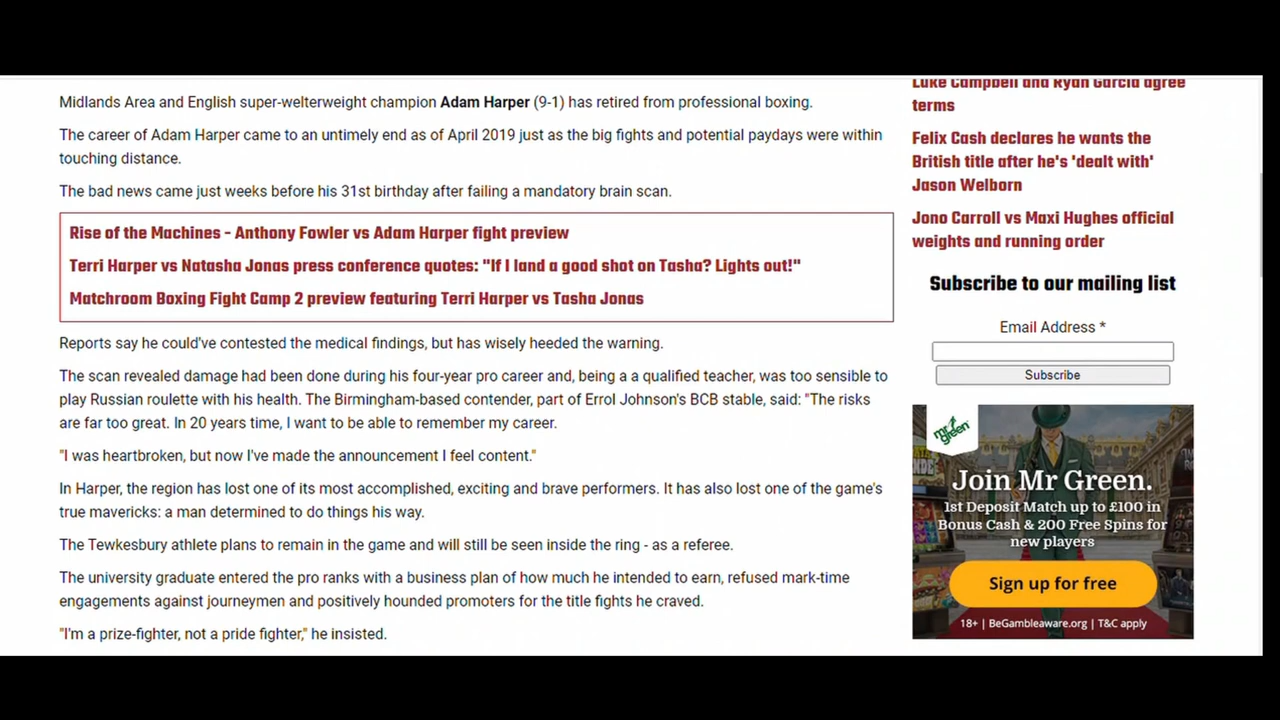 Midlands Area and English super-welterweight champion Adam Harper (9-1) has retired from professional boxing.
The career of Adam Harper came to an untimely end as of April 2019 just as the big fights and potential paydays were within
touching distance.
The bad news came just weeks before his 31st birthday after failing a mandatory brain scan.
Rise of the Machines - Anthony Fowler vs Adam Harper fight preview
Terri Harper vs Natasha Jonas press conference quotes: "If I land a good shot on Tasha? Lights out!"
Matchroom Boxing Fight Camp 2 preview featuring Terri Harper vs Tasha Jonas
Reports say he could've contested the medical findings, but has wisely heeded the warning.
The scan revealed damage had been done during his four-year pro career and, being a a qualified teacher, was too sensible to
play Russian roulette with his health. The Birmingham-based contender, part of Errol Johnson's BCB stable, said: "The risks
are far too great. In 20 years time, I want to be able to remember my career.
"I was heartbroken, but now I've made the announcement I feel content."
In Harper, the region has lost one of its most accomplished, exciting and brave performers. It has also lost one of the game's
true mavericks: a man determined to do things his way.
The Tewkesbury athlete plans to remain in the game and will still be seen inside the ring - as a referee.
The university graduate entered the pro ranks with a business plan of how much he intended to earn, refused mark-time
engagements against journeymen and positively hounded promoters for the title fights he craved.
"I'm a prize-fighter, not a pride fighter," he insisted.
Luke Campbell and Ryan Garcia agree
terms
Felix Cash declares he wants the
British title after he's 'dealt with'
Jason Welborn
Jono Carroll vs Maxi Hughes official
weights and running order
Subscribe to our mailing list
Email Address *
Subscribe
mr green
Join Mr Green.
1st Deposit Match up to £100 in
Bonus Cash & 200 Free Spins for
new players
Sign up for free
18+ | BeGambleaware.org | T&C apply